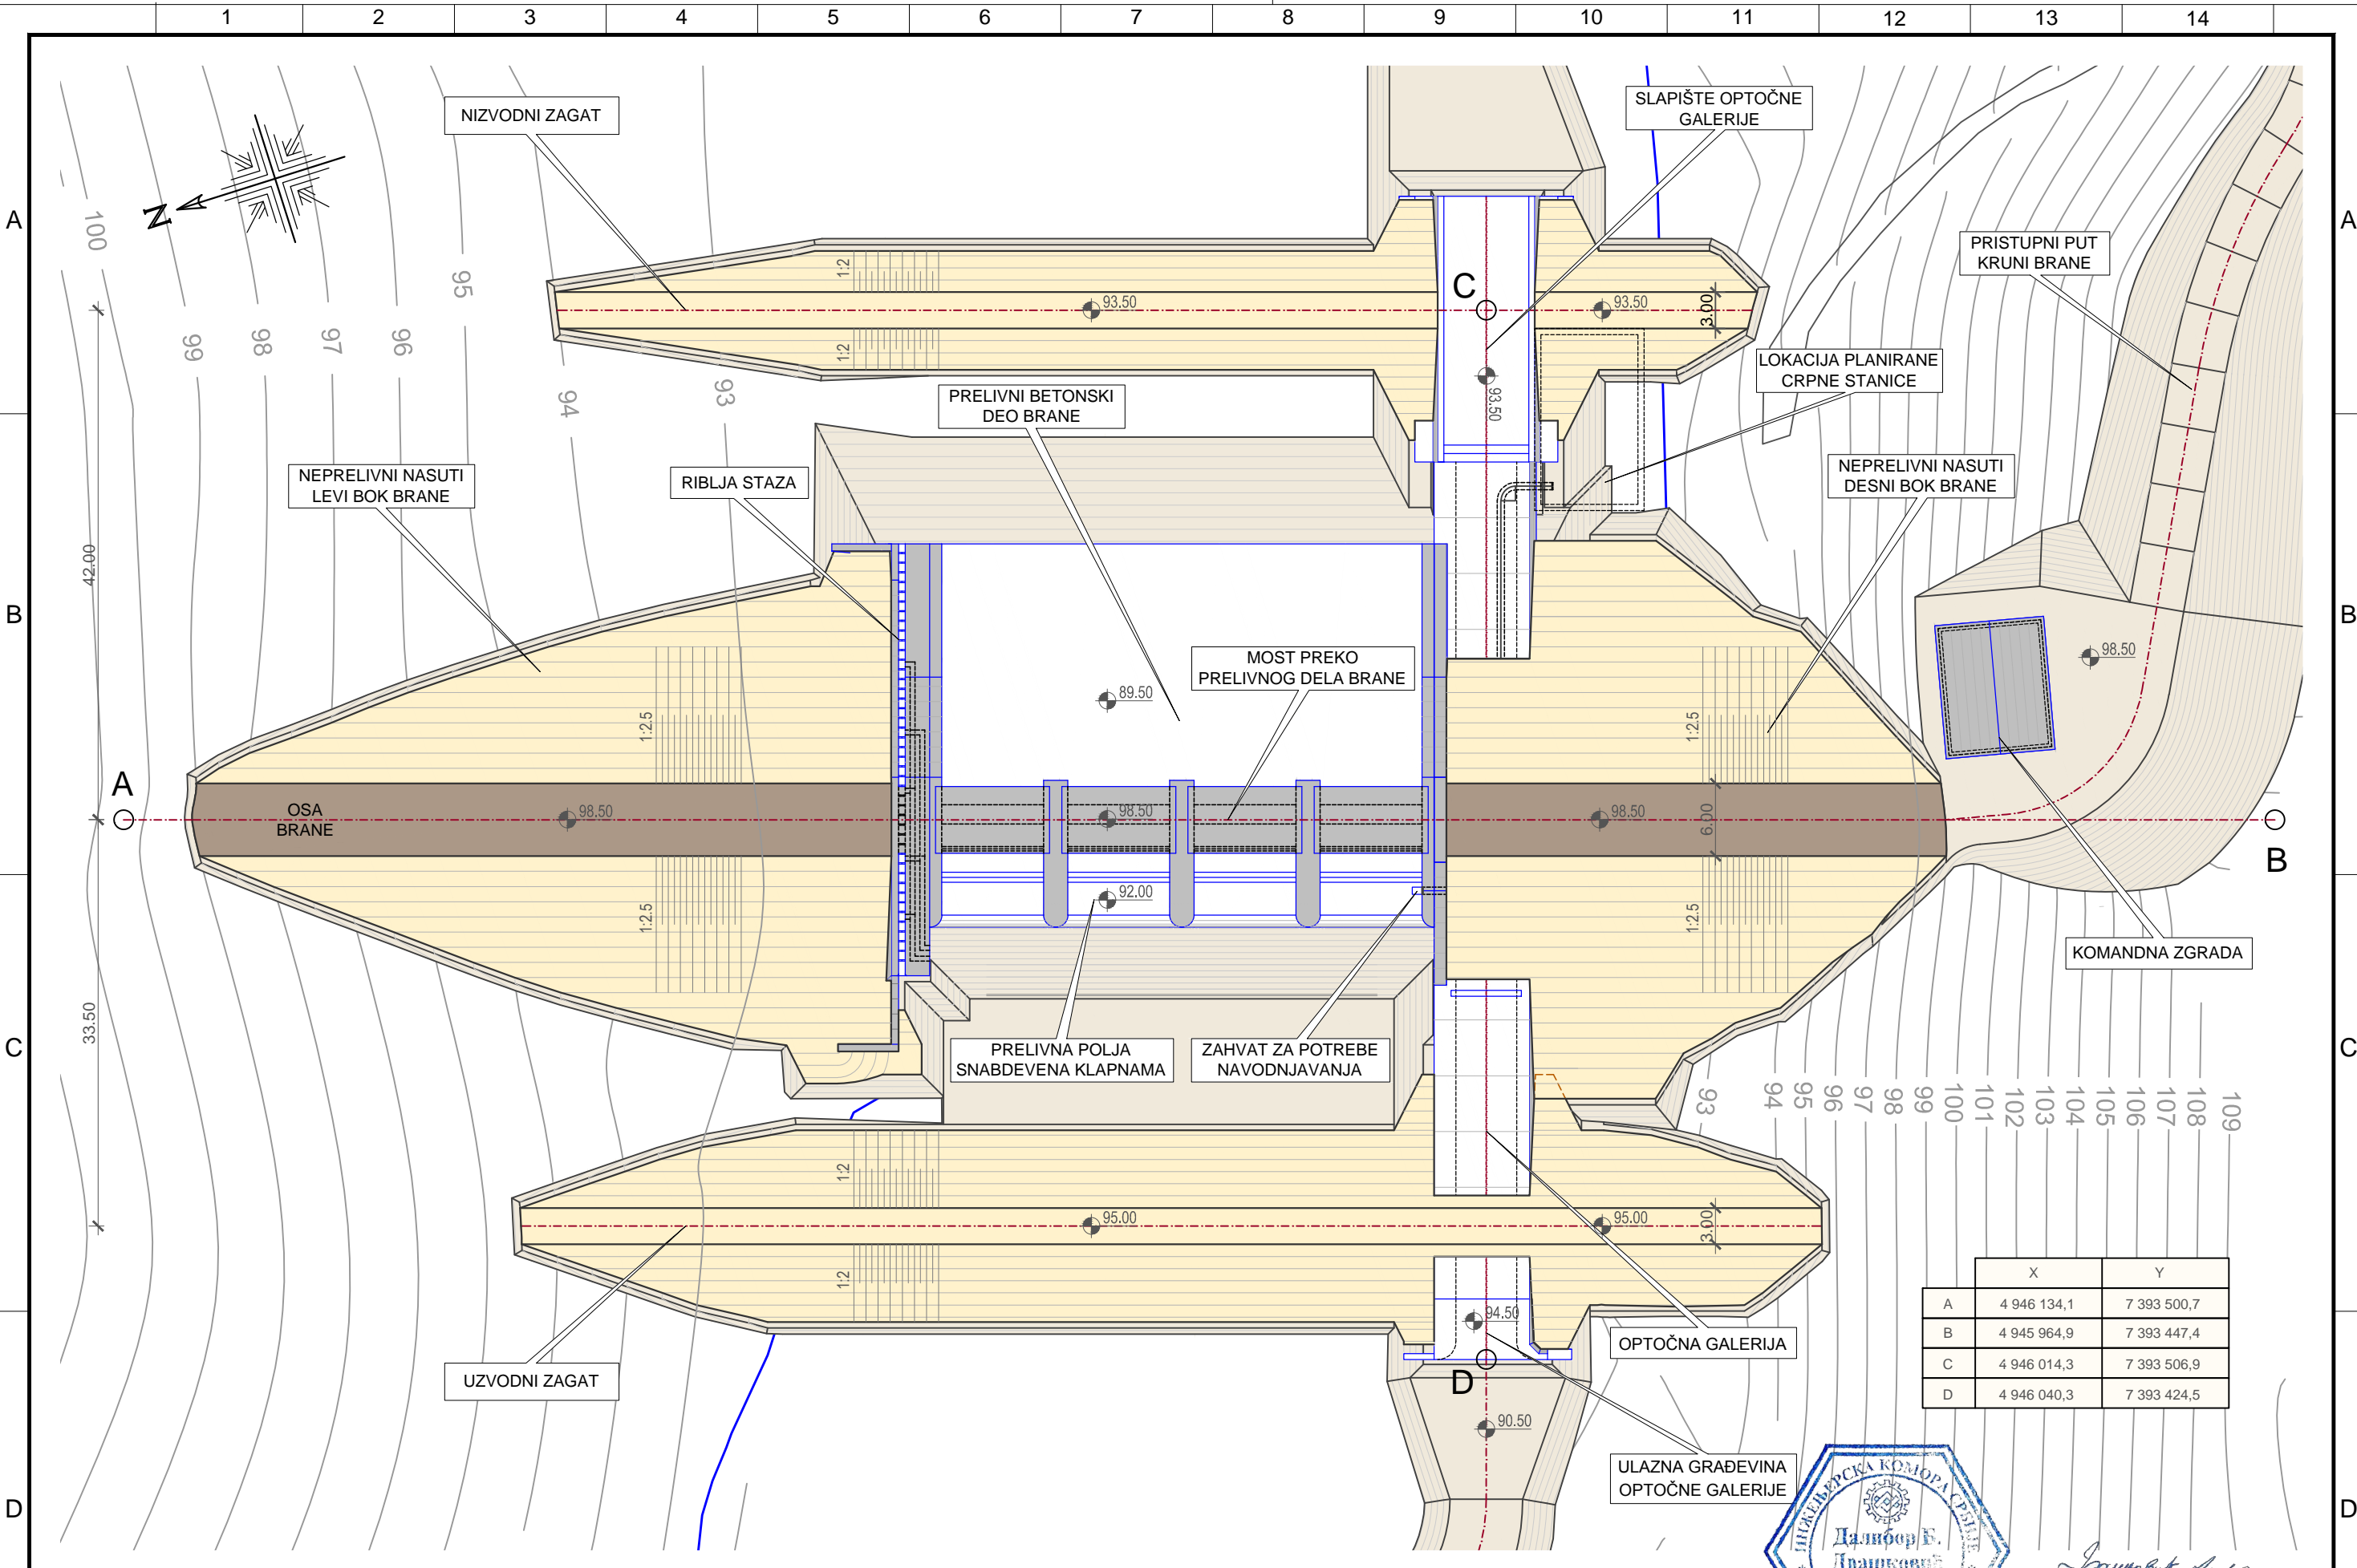 1 2 3 4 5 6 7 8 9 10 11 12 13 14
A
A
B
B
C
C
D
D
N
NIZVODNI ZAGAT
SLAPIŠTE OPTOČNE
GALERIJE
PRISTUPNI PUT
KRUNI BRANE
100
99
98
97
96
95
94
93
1:2
1:2
93.50
93.50
C
3.00
93.50
LOKACIJA PLANIRANE
CRPNE STANICE
PRELIVNI BETONSKI
DEO BRANE
NEPRELIVNI NASUTI
LEVI BOK BRANE
RIBLJA STAZA
NEPRELIVNI NASUTI
DESNI BOK BRANE
42.00
MOST PREKO
PRELIVNOG DELA BRANE
98.50
89.50
1:2.5
1:2.5
A
OSA
BRANE
98.50
98.50
98.50
6.00
B
92.00
1:2.5
1:2.5
KOMANDNA ZGRADA
33.50
PRELIVNA POLJA
SNABDEVENA KLAPNAMA
ZAHVAT ZA POTREBE
NAVODNJAVANJA
93 94 95 96 97 98 99 100 101 102 103 104 105 106 107 108 109
1:2
1:2
95.00
95.00
3.00
94.50
D
90.50
UZVODNI ZAGAT
OPTOČNA GALERIJA
ULAZNA GRAĐEVINA
OPTOČNE GALERIJE
X Y
A 4 946 134,1 7 393 500,7
B 4 945 964,9 7 393 447,4
C 4 946 014,3 7 393 506,9
D 4 946 040,3 7 393 424,5
ИНЖЕЊЕРСКА КОМОРА СРБИЈЕ
Далибор Б.